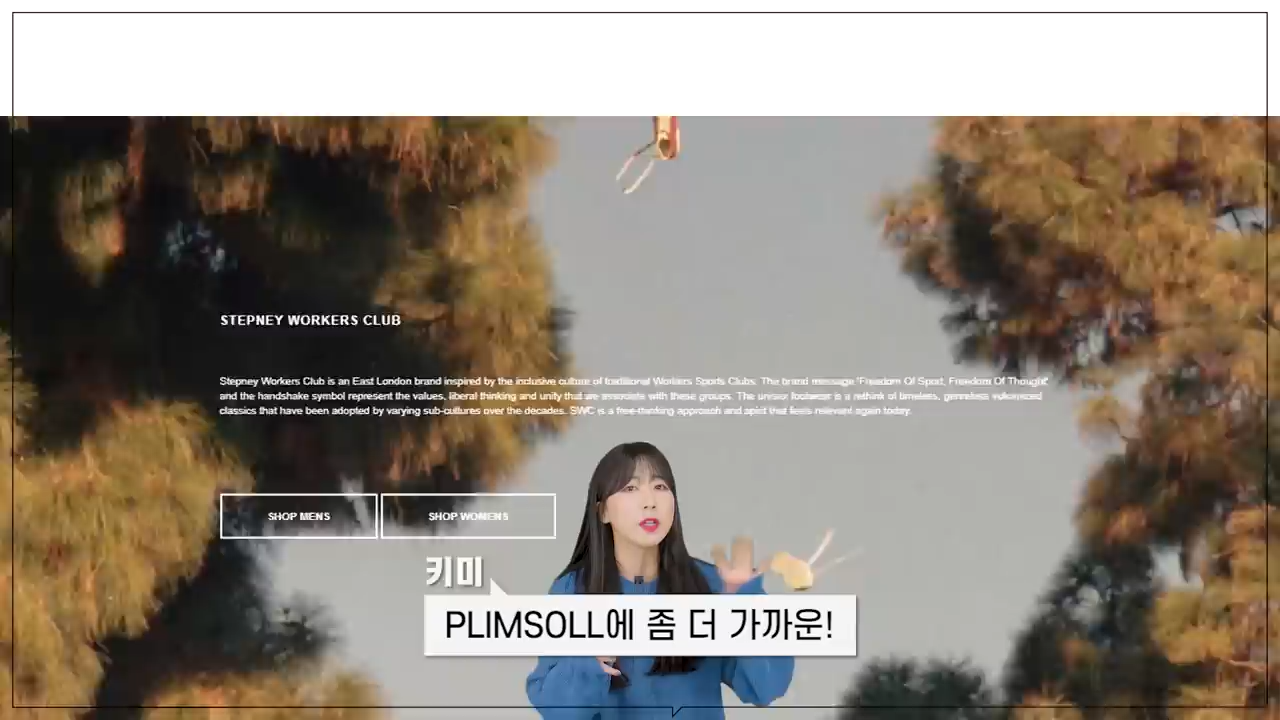 STEPNEY WORKERS CLUB
Stepney Workers Club is an East London brand inspired by the inclusive culture of traditional Workers Sports Clubs. The brand message 'Freedom Of Sport, Freedom Of Thought'
and the handshake symbol represent the values, liberal thinking and unity that are associate with these groups. The unisex footwear is a rethink of timeless, genreless vulcanized
classics that have been adopted by varying sub-cultures over the decades. SWC is a free-thinking approach and spirit that feels relevant again today.
SHOP MENS
SHOP WOMENS
키미
PLIMSOLL에 좀 더 가까운!